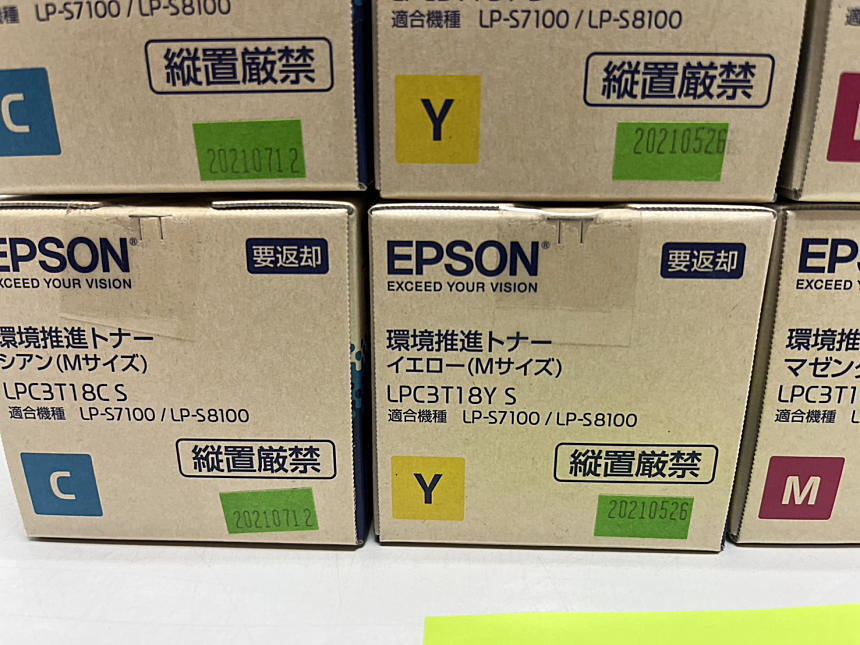 LP-S7100 / LP-S8100
縦置厳禁
C
20210712
適合機種 LP-S7100 / LP-S8100
縦置厳禁
Y
20210526
EPSON®
EXCEED YOUR VISION
要返却
環境推進トナー
シアン(Mサイズ)
LPC3T18C S
適合機種 LP-S7100 / LP-S8100
縦置厳禁
C
20210712
EPSON®
EXCEED YOUR VISION
要返却
環境推進トナー
イエロー(Mサイズ)
LPC3T18Y S
適合機種 LP-S7100 / LP-S8100
縦置厳禁
Y
20210526
EP
EXCEED
環境推
マゼン
LPC3T1
適合機種
M